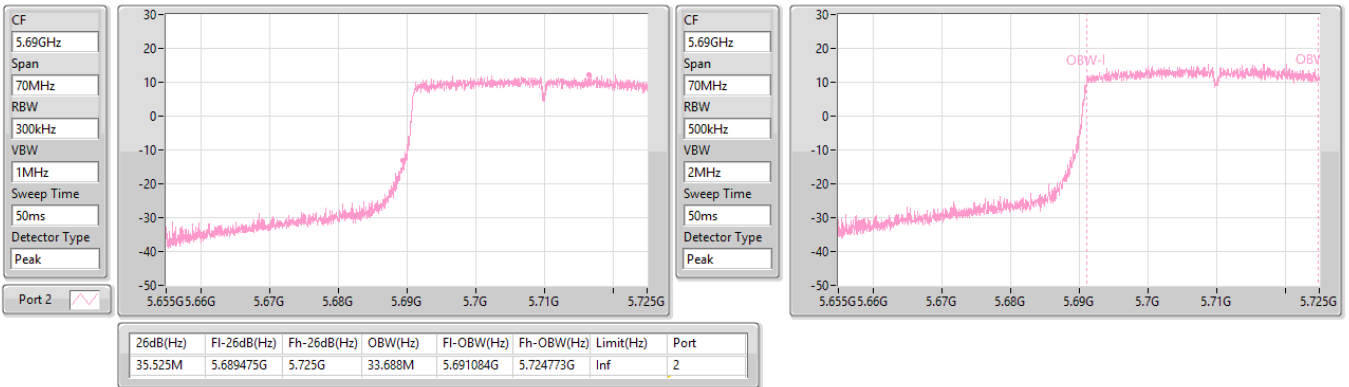 CF
5.69GHz
Span
70MHz
RBW
300kHz
VBW
1MHz
Sweep Time
50ms
Detector Type
Peak
Port 2
30
20
10
0
-10
-20
-30
-40
-50
5.655G 5.66G 5.67G 5.68G 5.69G 5.7G 5.71G 5.725G
CF
5.69GHz
Span
70MHz
RBW
500kHz
VBW
2MHz
Sweep Time
50ms
Detector Type
Peak
30
20
10
0
-10
-20
-30
-40
-50
OBW-l
OBW
5.655G 5.66G 5.67G 5.68G 5.69G 5.7G 5.71G 5.725G
26dB(Hz) Fl-26dB(Hz) Fh-26dB(Hz) OBW(Hz) Fl-OBW(Hz) Fh-OBW(Hz) Limit(Hz) Port
35.525M 5.689475G 5.725G 33.688M 5.691084G 5.724773G Inf 2